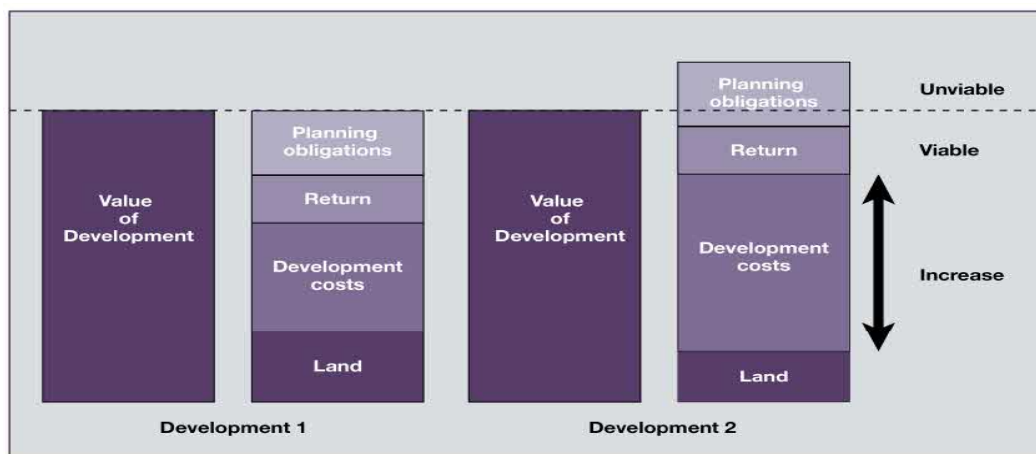 Value
of
Development
Planning
obligations
Return
Development
costs
Land
Development 1
Value
of
Development
Planning
obligations
Return
Development
costs
Land
Development 2
Unviable
Viable
Increase